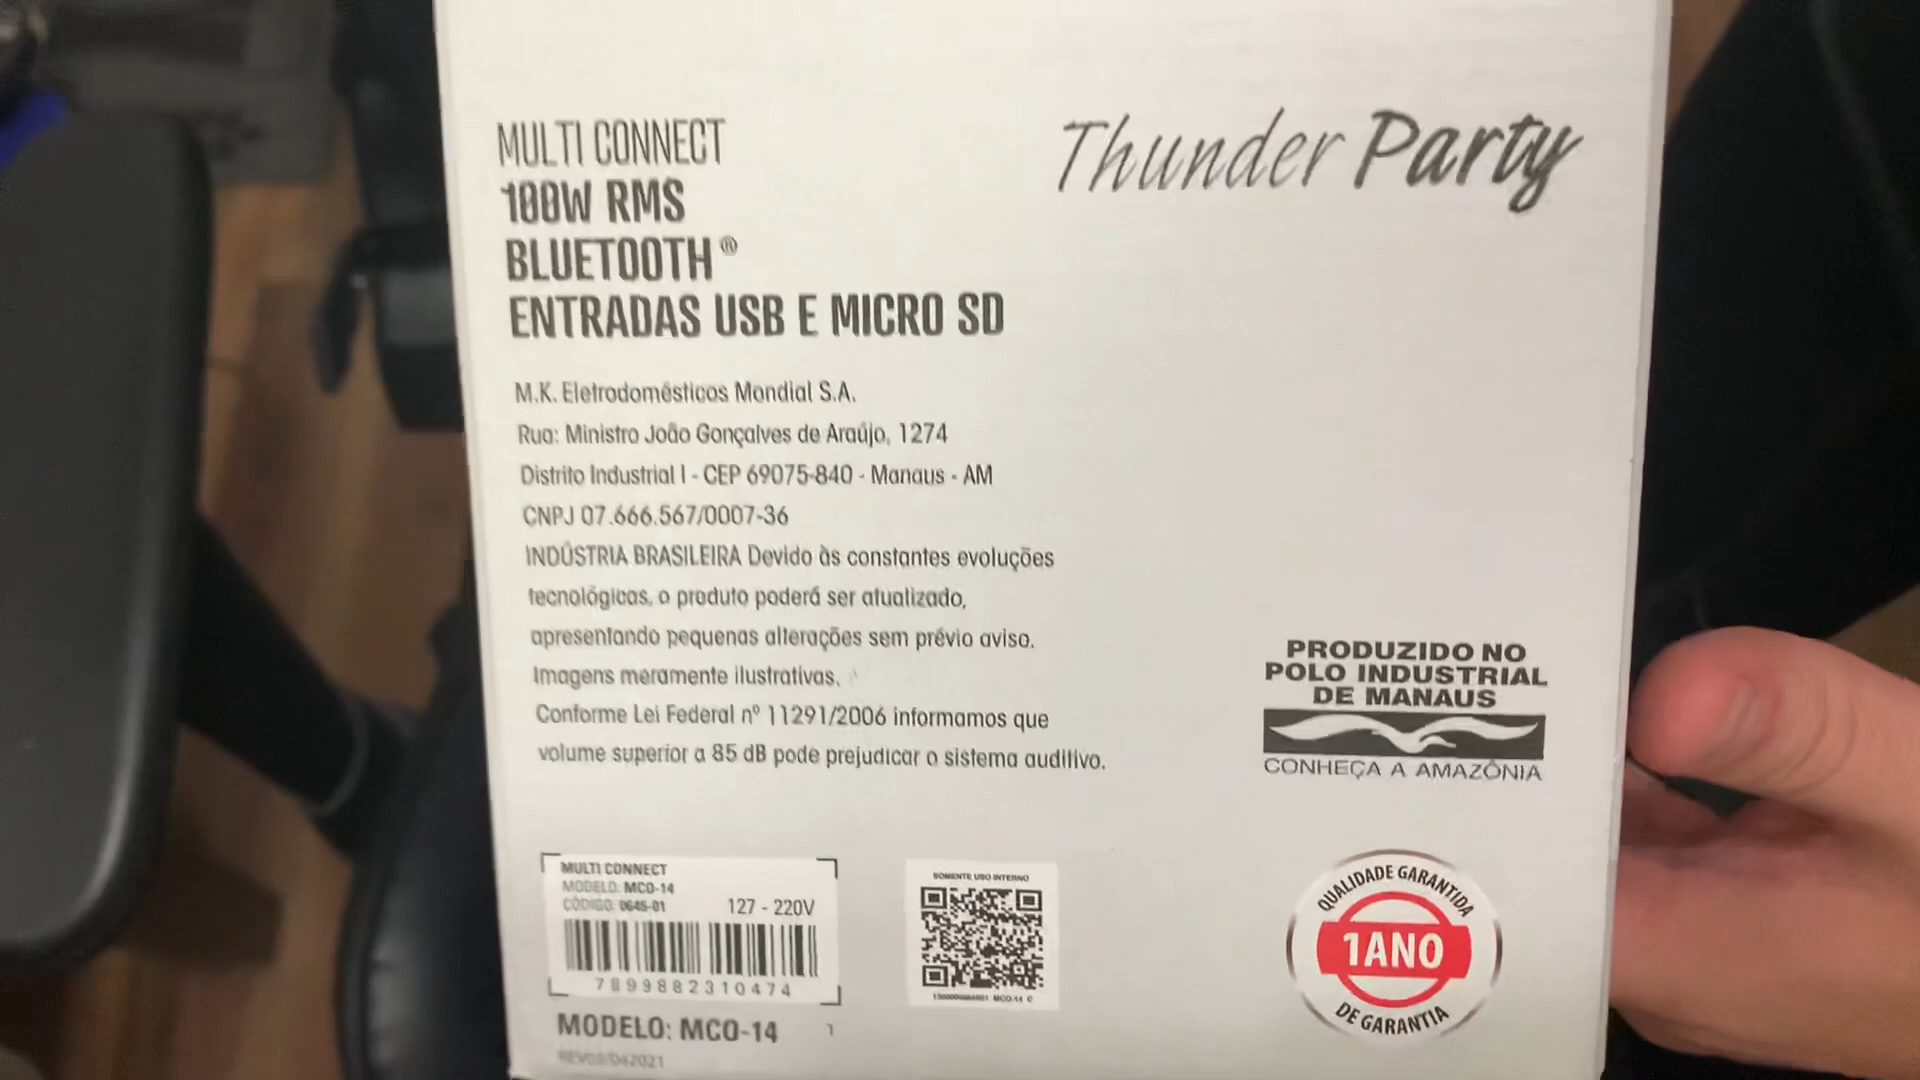 MULTI CONNECT
100W RMS
BLUETOOTH®
ENTRADAS USB E MICRO SD
Thunder Party
M.K. Eletrodomésticos Mondial S.A.
Rua: Ministro João Gonçalves de Araújo, 1274
Distrito Industrial I - CEP 69075-840 - Manaus - AM
CNPJ 07.666.567/0007-36
INDÚSTRIA BRASILEIRA Devido às constantes evoluções
tecnológicas, o produto poderá ser atualizado,
apresentando pequenas alterações sem prévio aviso.
Imagens meramente ilustrativas.
Conforme Lei Federal nº 11291/2006 informamos que
volume superior a 85 dB pode prejudicar o sistema auditivo.
PRODUZIDO NO
POLO INDUSTRIAL
DE MANAUS
CONHEÇA A AMAZÔNIA
MULTI CONNECT
MODELO: MCO-14
CÓDIGO: 0645-01
127 - 220V
7899882310474
MODELO: MCO-14
1
SOMENTE USO INTERNO
MCO-14 C
QUALIDADE GARANTIDA
1 ANO
DE GARANTIA